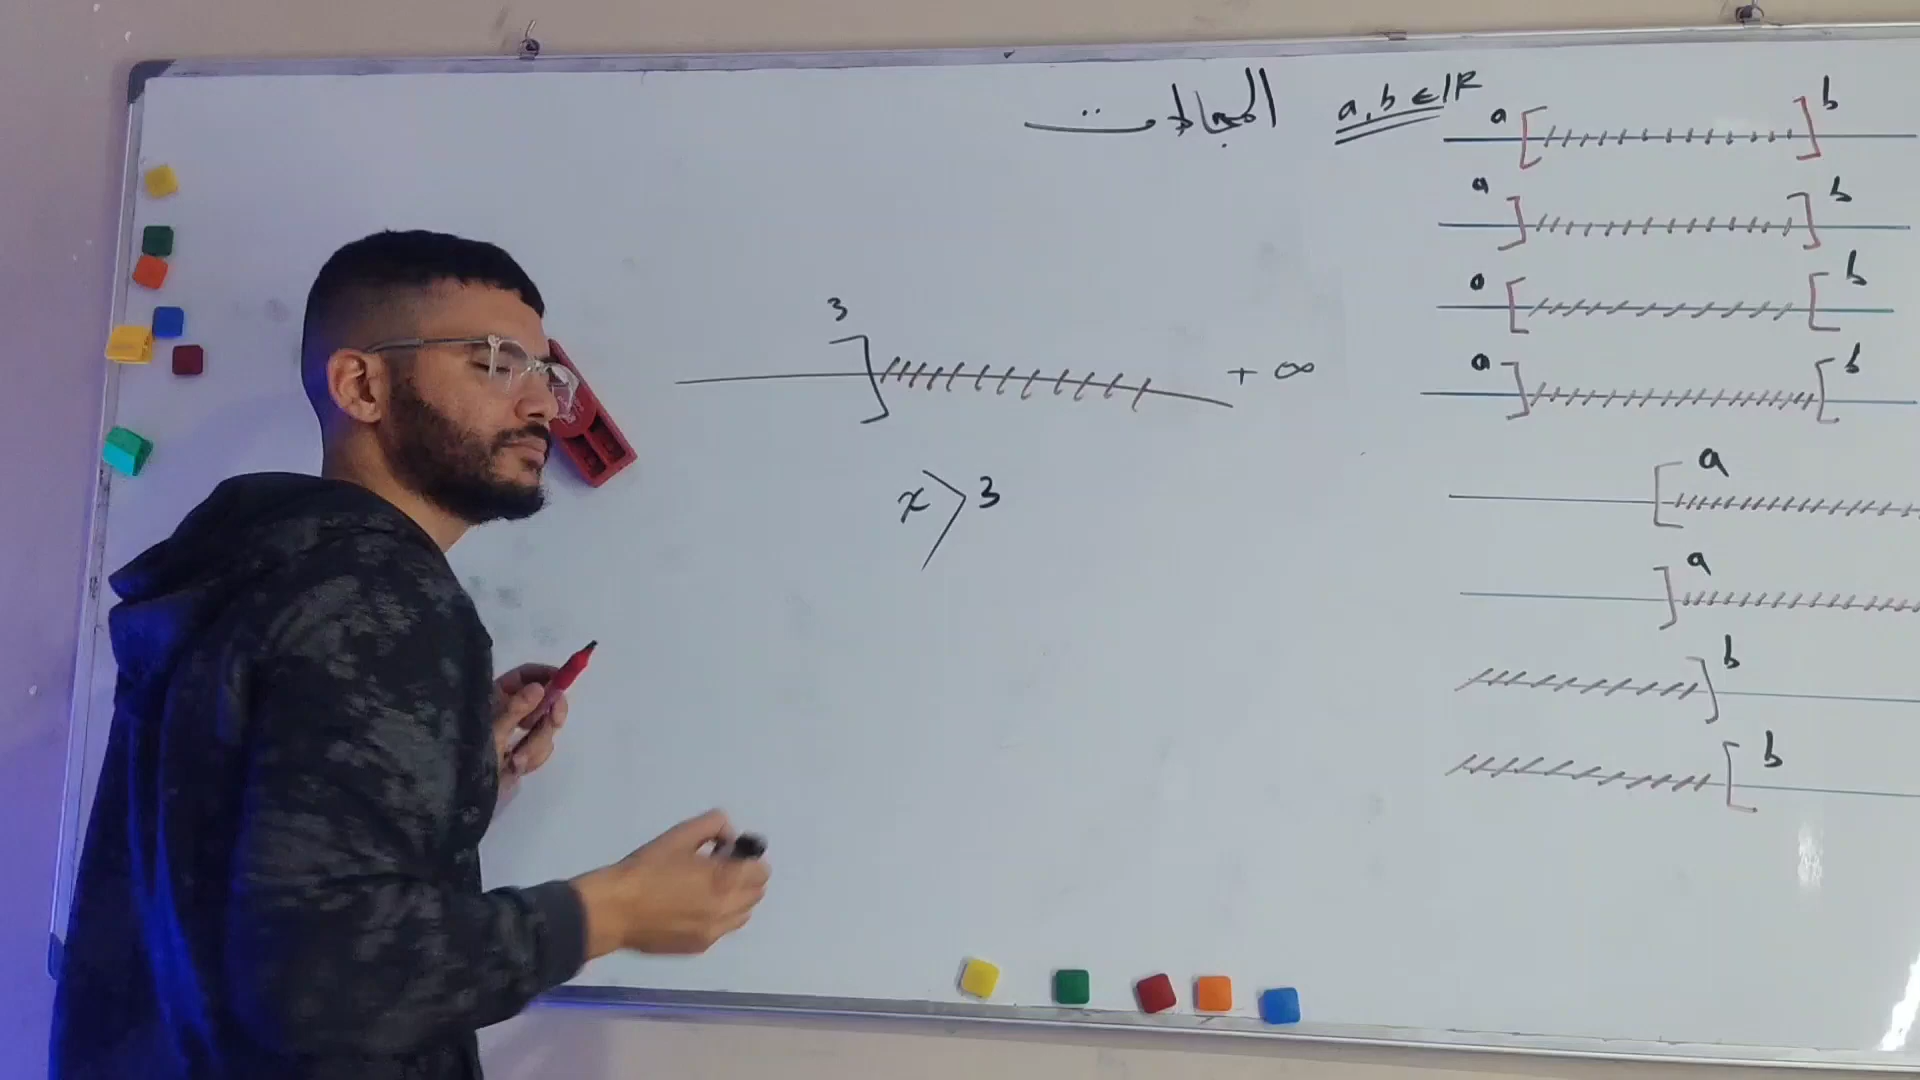 المجالات
a, b ∈ IR
3
+ ∞
x > 3
a [ ] b
a ] ] b
a [ [ b
a ] [ b
[ a
] a
] b
[ b